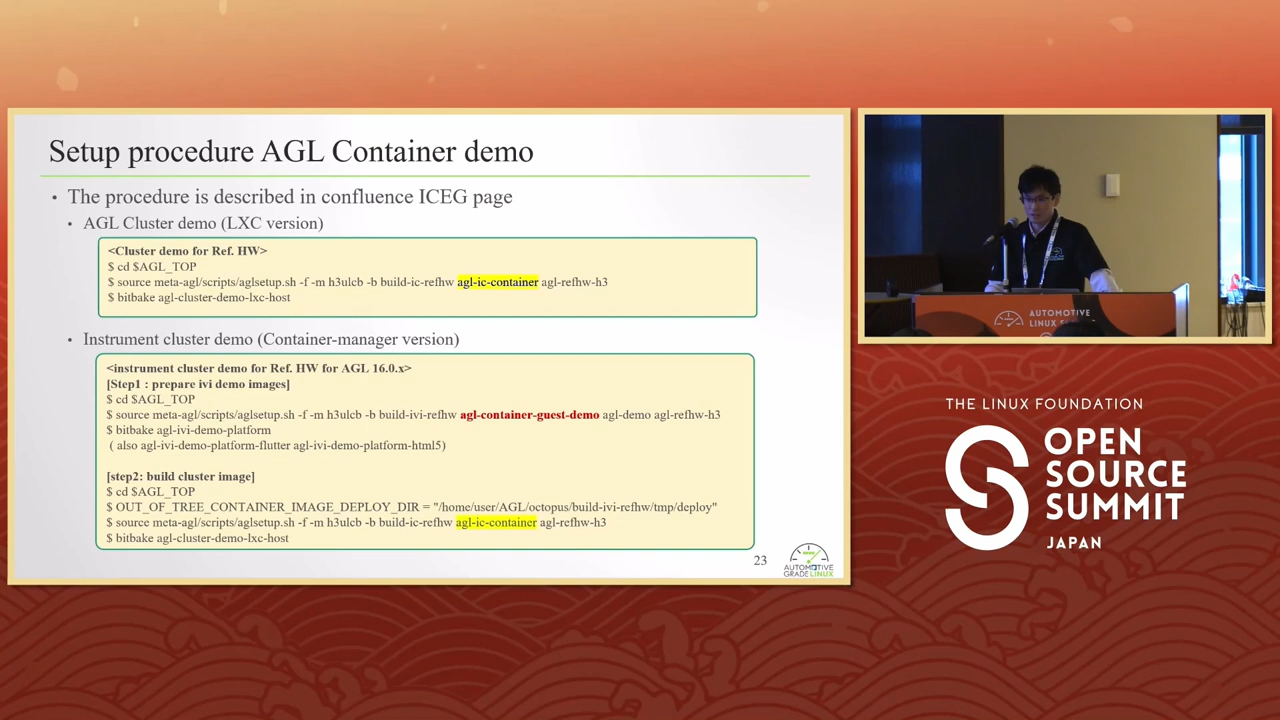 Setup procedure AGL Container demo
• The procedure is described in confluence ICEG page
• AGL Cluster demo (LXC version)
<Cluster demo for Ref. HW>
$ cd $AGL_TOP
$ source meta-agl/scripts/aglsetup.sh -f -m h3ulcb -b build-ic-refhw agl-ic-container agl-refhw-h3
$ bitbake agl-cluster-demo-lxc-host
• Instrument cluster demo (Container-manager version)
<instrument cluster demo for Ref. HW for AGL 16.0.x>
[Step1 : prepare ivi demo images]
$ cd $AGL_TOP
$ source meta-agl/scripts/aglsetup.sh -f -m h3ulcb -b build-ivi-refhw agl-container-guest-demo agl-demo agl-refhw-h3
$ bitbake agl-ivi-demo-platform
( also agl-ivi-demo-platform-flutter agl-ivi-demo-platform-html5)
[step2: build cluster image]
$ cd $AGL_TOP
$ OUT_OF_TREE_CONTAINER_IMAGE_DEPLOY_DIR = "/home/user/AGL/octopus/build-ivi-refhw/tmp/deploy"
$ source meta-agl/scripts/aglsetup.sh -f -m h3ulcb -b build-ic-refhw agl-ic-container agl-refhw-h3
$ bitbake agl-cluster-demo-lxc-host
23
AUTOMOTIVE
GRADELINUX
AUTOMOTIVE
LINUX
THE LINUX FOUNDATION
OPEN
SOURCE
SUMMIT
JAPAN